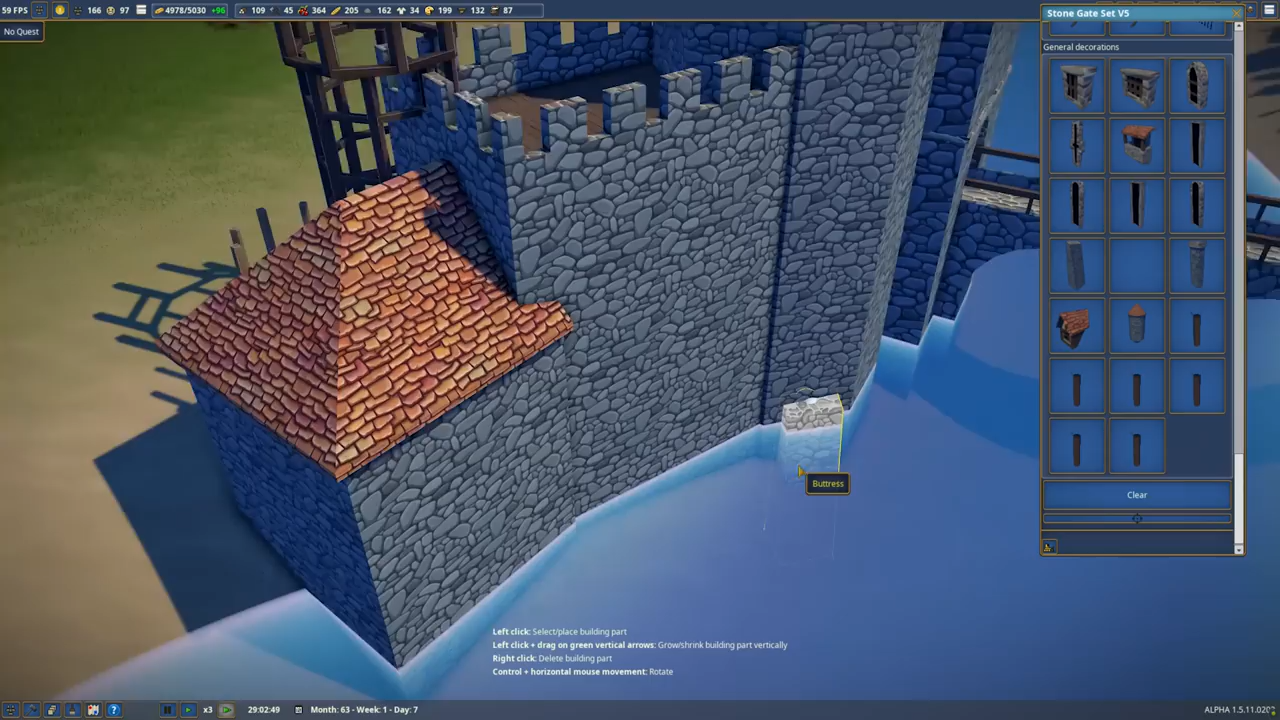 59 FPS 166 97 4978/5030 +96 109 45 364 205 162 34 199 132 87
No Quest
Stone Gate Set V5
General decorations
Buttress
Clear
Left click: Select/place building part
Left click + drag on green vertical arrows: Grow/shrink building part vertically
Right click: Delete building part
Control + horizontal mouse movement: Rotate
x3 29:02:49 Month: 63 - Week: 1 - Day: 7
ALPHA 1.5.11.020